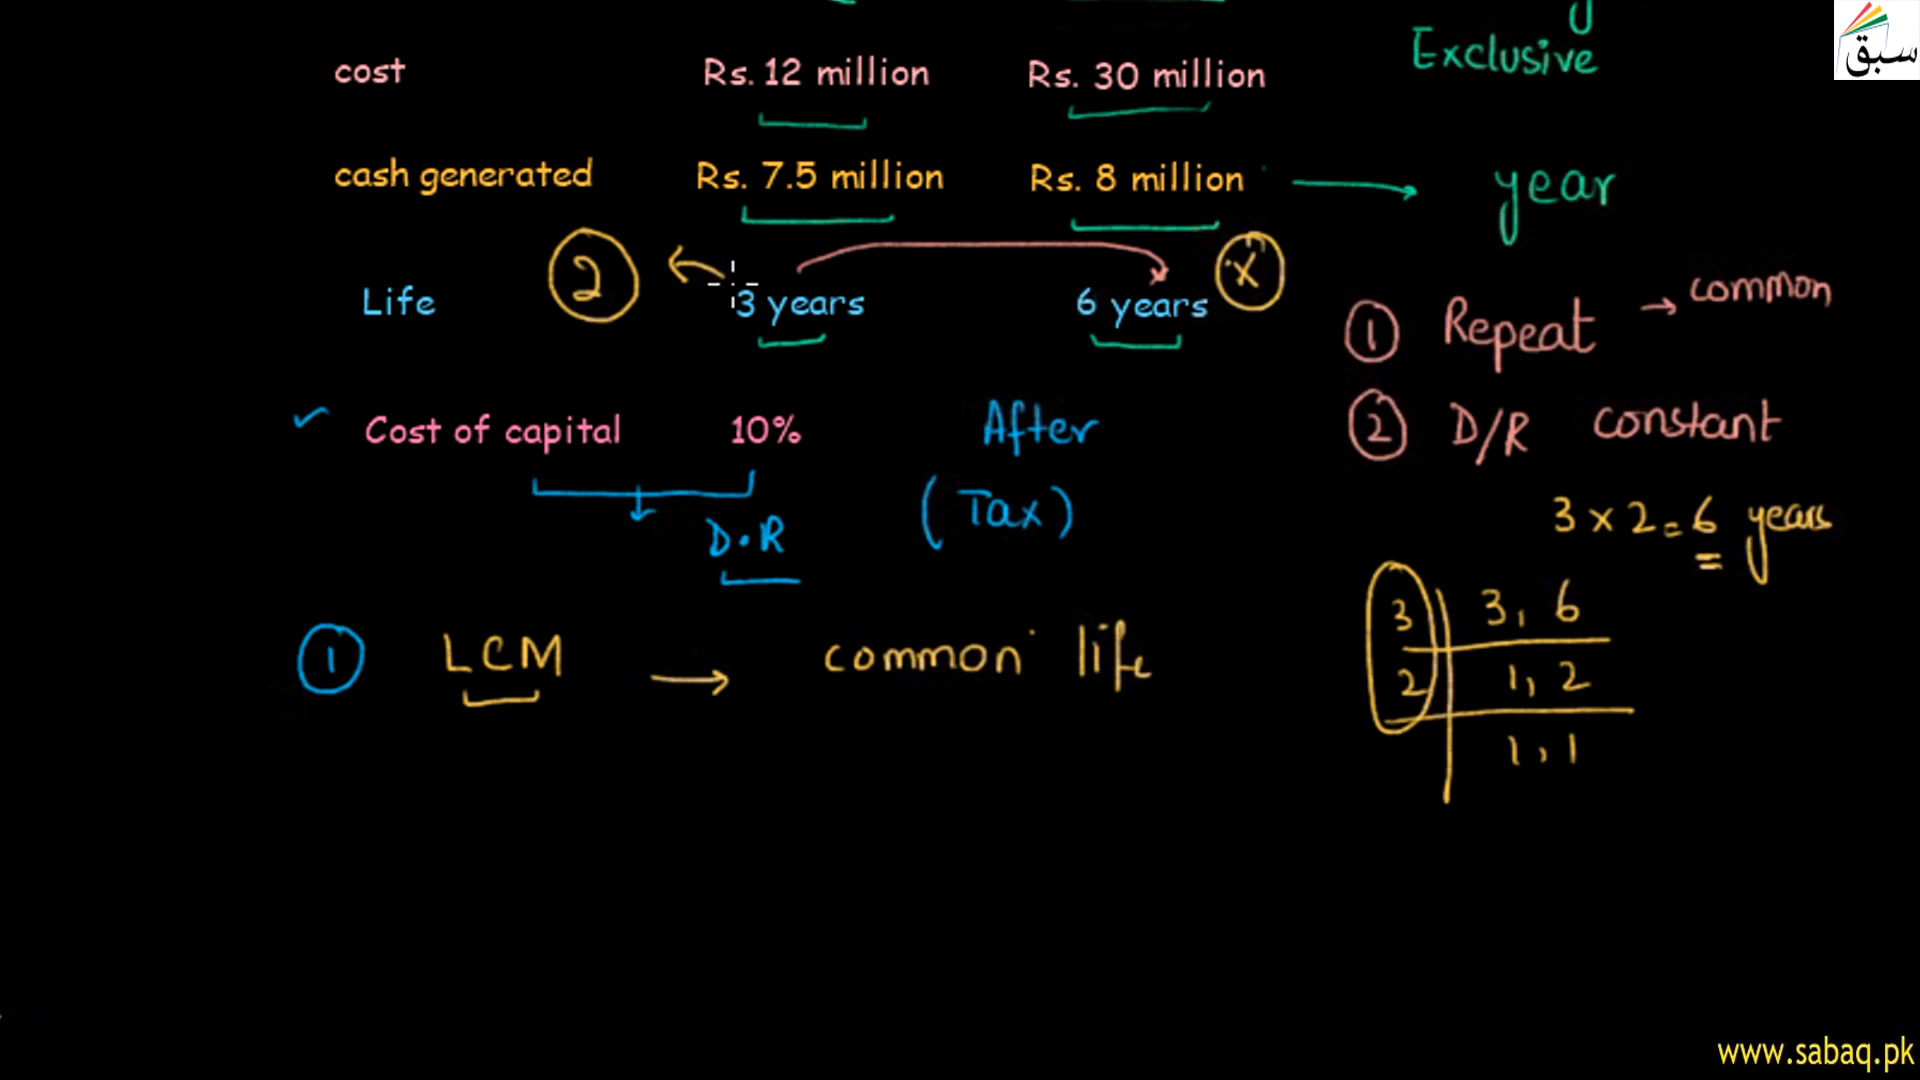 cost Rs. 12 million Rs. 30 million Exclusive
سبق
cash generated Rs. 7.5 million Rs. 8 million → year
2 ← 3 years 6 years x
Life
① Repeat → common
✓ Cost of capital 10% After
② D/R constant
D.R (Tax)
3 x 2 = 6 years
3 | 3, 6
① LCM → common life
2 | 1, 2
1, 1
www.sabaq.pk